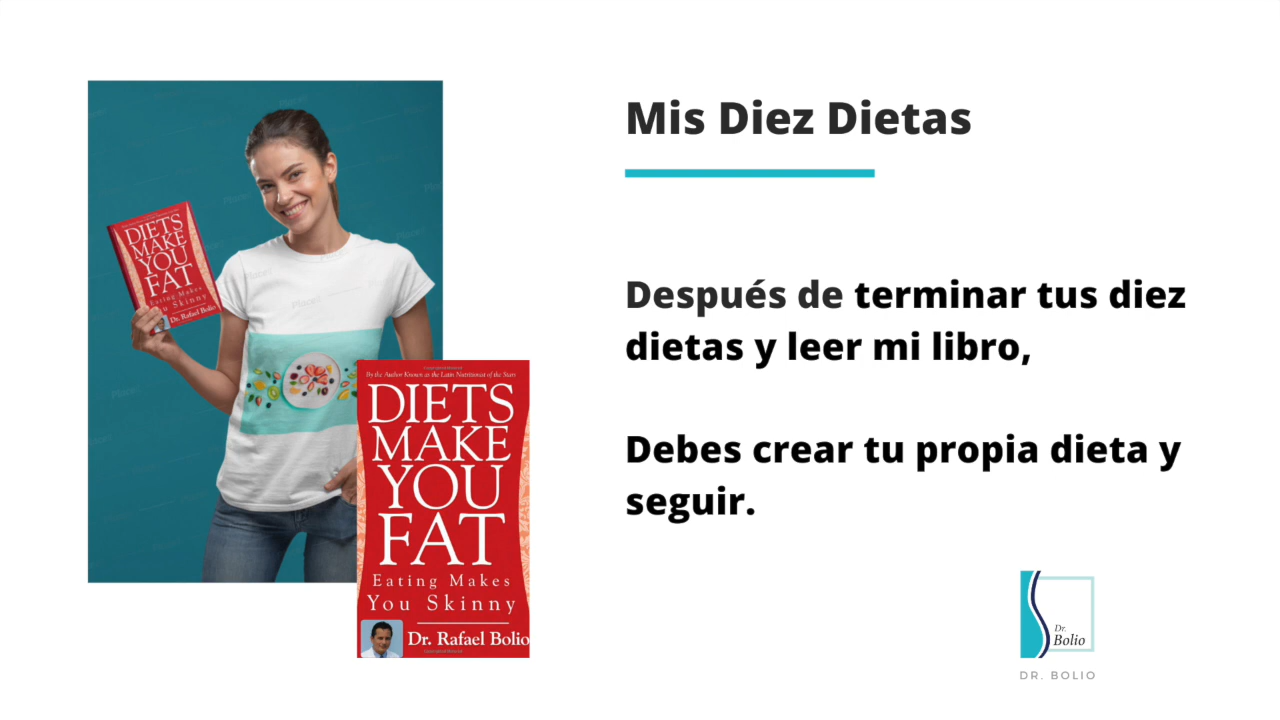 Mis Diez Dietas
Después de terminar tus diez
dietas y leer mi libro,
Debes crear tu propia dieta y
seguir.
DIETS
MAKE
YOU
FAT
Eating Makes
You Skinny
Dr. Rafael Bolio
By the Author Known as the Latin Nutritionist of the Stars
DIETS
MAKE
YOU
FAT
Eating Makes
You Skinny
Dr. Rafael Bolio
Dr.
Bolio
DR. BOLIO